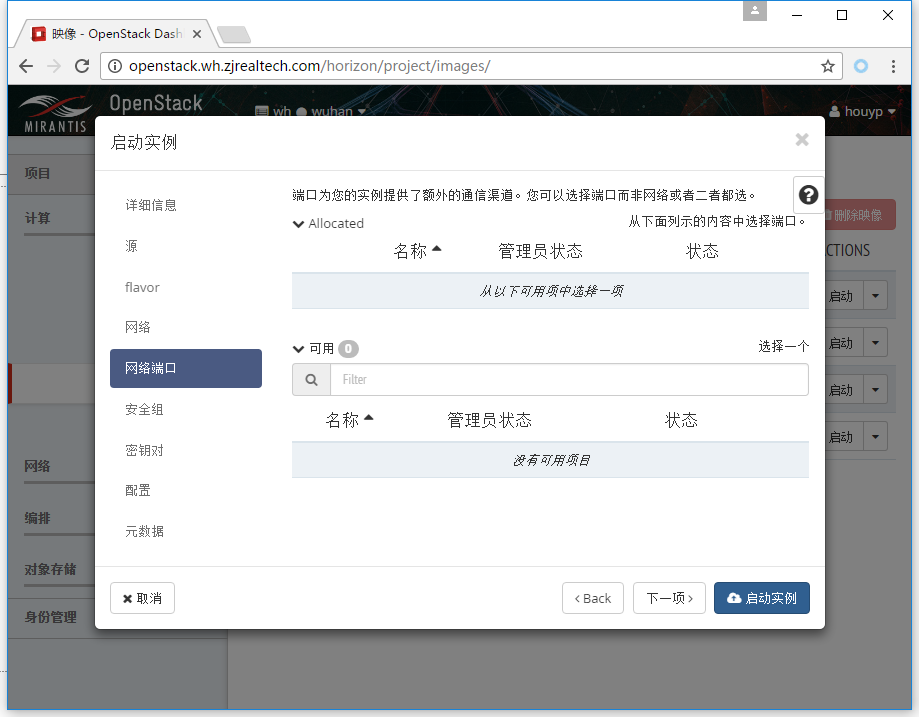 映像 - OpenStack Dash
openstack.wh.zjrealtech.com/horizon/project/images/
MIRANTIS
OpenStack
wh
wuhan
houyp
项目
计算
网络
编排
对象存储
身份管理
删除映像
CTIONS
启动
启动
启动
启动
启动实例
详细信息
源
flavor
网络
网络端口
安全组
密钥对
配置
元数据
端口为您的实例提供了额外的通信渠道。您可以选择端口而非网络或者二者都选。
Allocated
从下面列示的内容中选择端口。
名称 管理员状态 状态
从以下可用项中选择一项
可用 0
选择一个
Filter
名称 管理员状态 状态
没有可用项目
取消
‹ Back
下一项 ›
启动实例